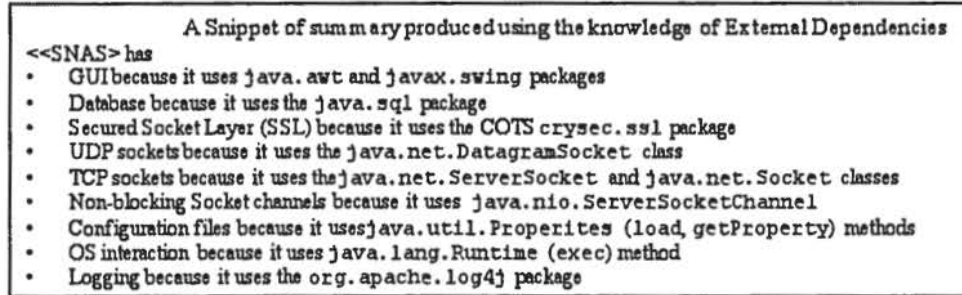 A Snippet of summary produced using the knowledge of External Dependencies
<<SNAS> has
• GUI because it uses java.awt and javax.swing packages
• Database because it uses the java.sql package
• Secured Socket Layer (SSL) because it uses the COTS crysec.ssl package
• UDP sockets because it uses the java.net.DatagramSocket class
• TCP sockets because it uses the java.net.ServerSocket and java.net.Socket classes
• Non-blocking Socket channels because it uses java.nio.ServerSocketChannel
• Configuration files because it uses java.util.Properites (load, getProperty) methods
• OS interaction because it uses java.lang.Runtime (exec) method
• Logging because it uses the org.apache.log4j package